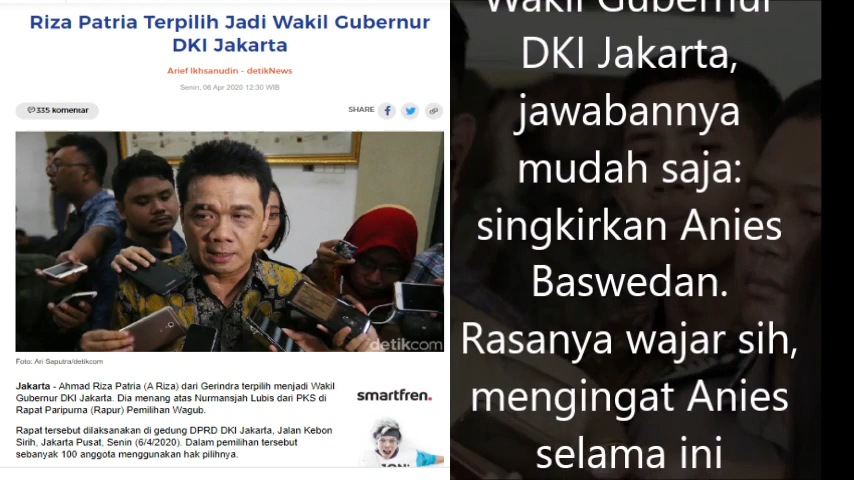 Riza Patria Terpilih Jadi Wakil Gubernur
DKI Jakarta
Arief Ikhsanudin - detikNews
Senin, 06 Apr 2020 12:30 WIB
335 komentar
SHARE
detikcom
Foto: Ari Saputra/detikcom
Jakarta - Ahmad Riza Patria (A Riza) dari Gerindra terpilih menjadi Wakil
Gubernur DKI Jakarta. Dia menang atas Nurmansjah Lubis dari PKS di
Rapat Paripurna (Rapur) Pemilihan Wagub.
Rapat tersebut dilaksanakan di gedung DPRD DKI Jakarta, Jalan Kebon
Sirih, Jakarta Pusat, Senin (6/4/2020). Dalam pemilihan tersebut
sebanyak 100 anggota menggunakan hak pilihnya.
smartfren.
Wakil Gubernur
DKI Jakarta,
jawabannya
mudah saja:
singkirkan Anies
Baswedan.
Rasanya wajar sih,
mengingat Anies
selama ini